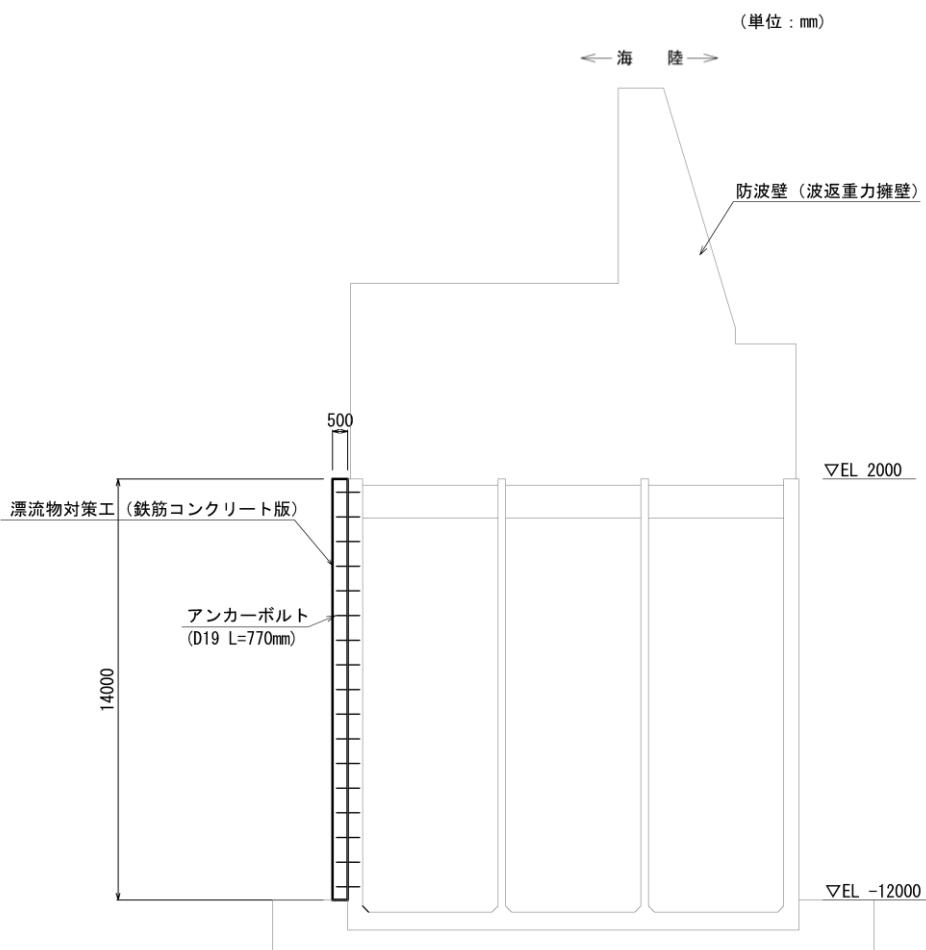 (単位:mm)
海 陸
防波壁(波返重力擁壁)
500
▽EL 2000
漂流物対策工(鉄筋コンクリート版)
アンカーボルト
(D19 L=770mm)
14000
▽EL -12000